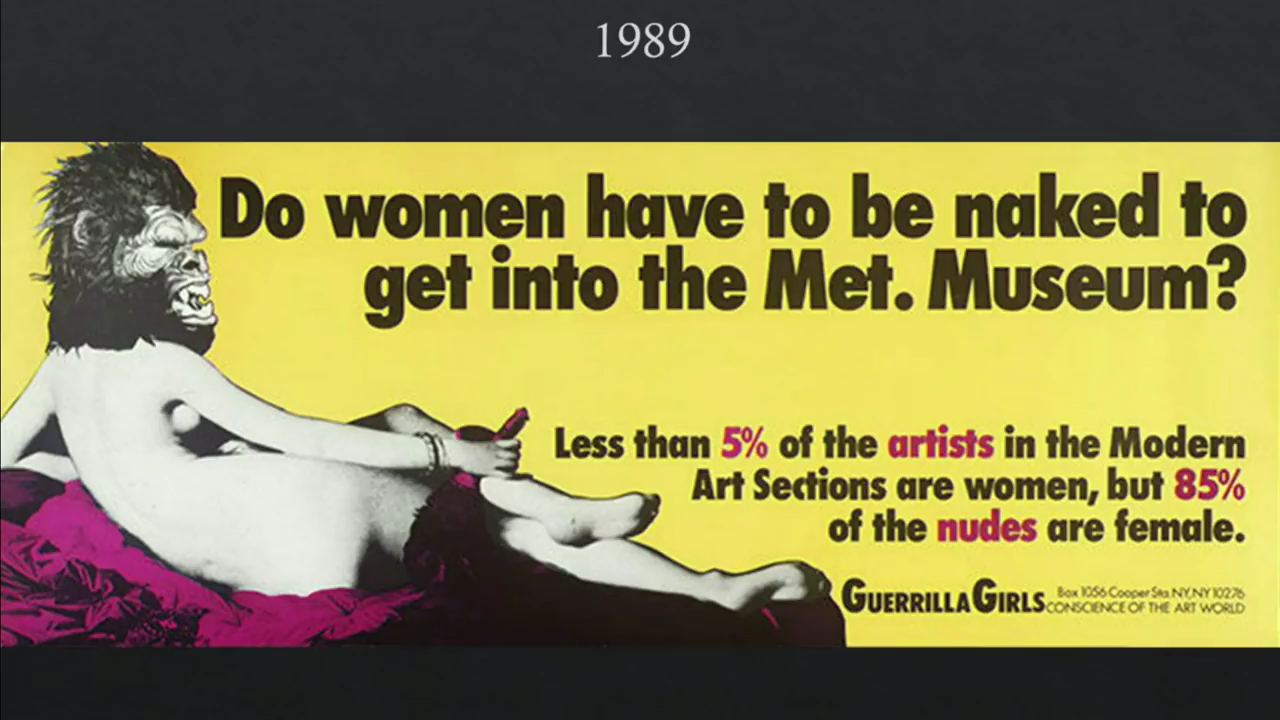 1989
Do women have to be naked to
get into the Met. Museum?
Less than 5% of the artists in the Modern
Art Sections are women, but 85%
of the nudes are female.
GUERRILLA GIRLS Box 1056 Cooper Sta. NY, NY 10276
CONSCIENCE OF THE ART WORLD